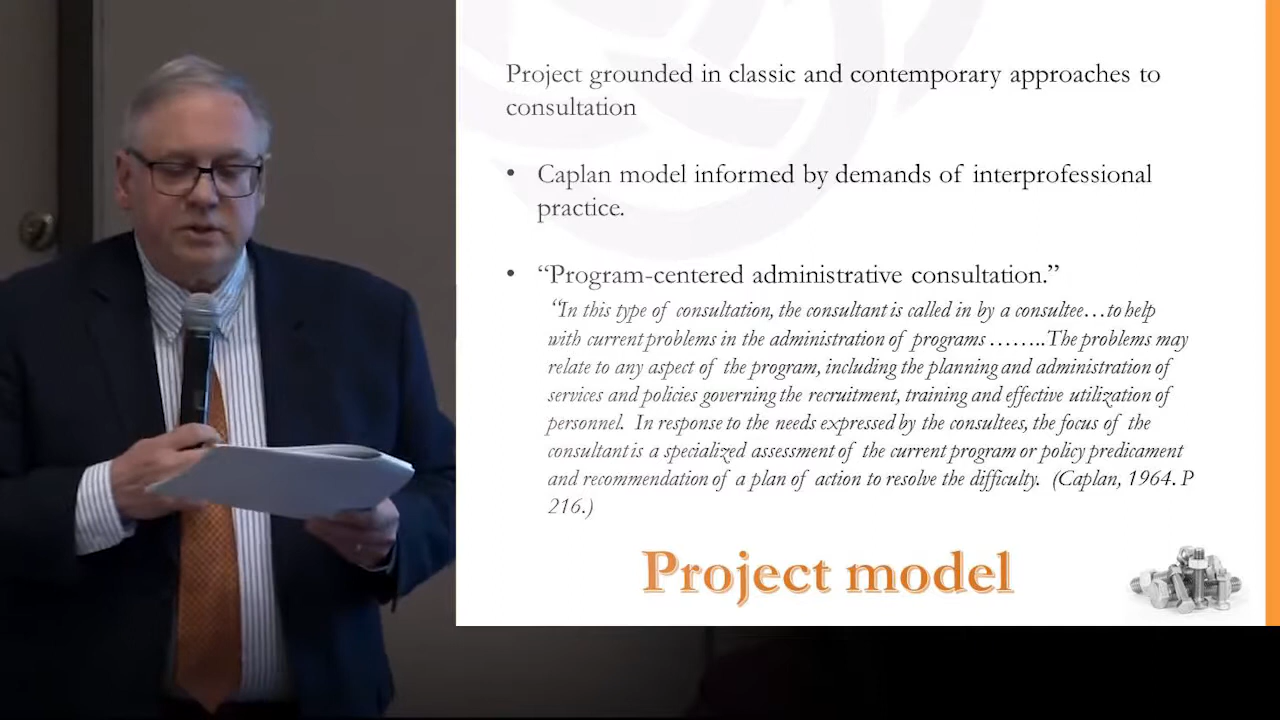 Project grounded in classic and contemporary approaches to
consultation
• Caplan model informed by demands of interprofessional
practice.
• “Program-centered administrative consultation.”
“In this type of consultation, the consultant is called in by a consultee…to help
with current problems in the administration of programs ……..The problems may
relate to any aspect of the program, including the planning and administration of
services and policies governing the recruitment, training and effective utilization of
personnel. In response to the needs expressed by the consultees, the focus of the
consultant is a specialized assessment of the current program or policy predicament
and recommendation of a plan of action to resolve the difficulty. (Caplan, 1964. P
216.)
Project model